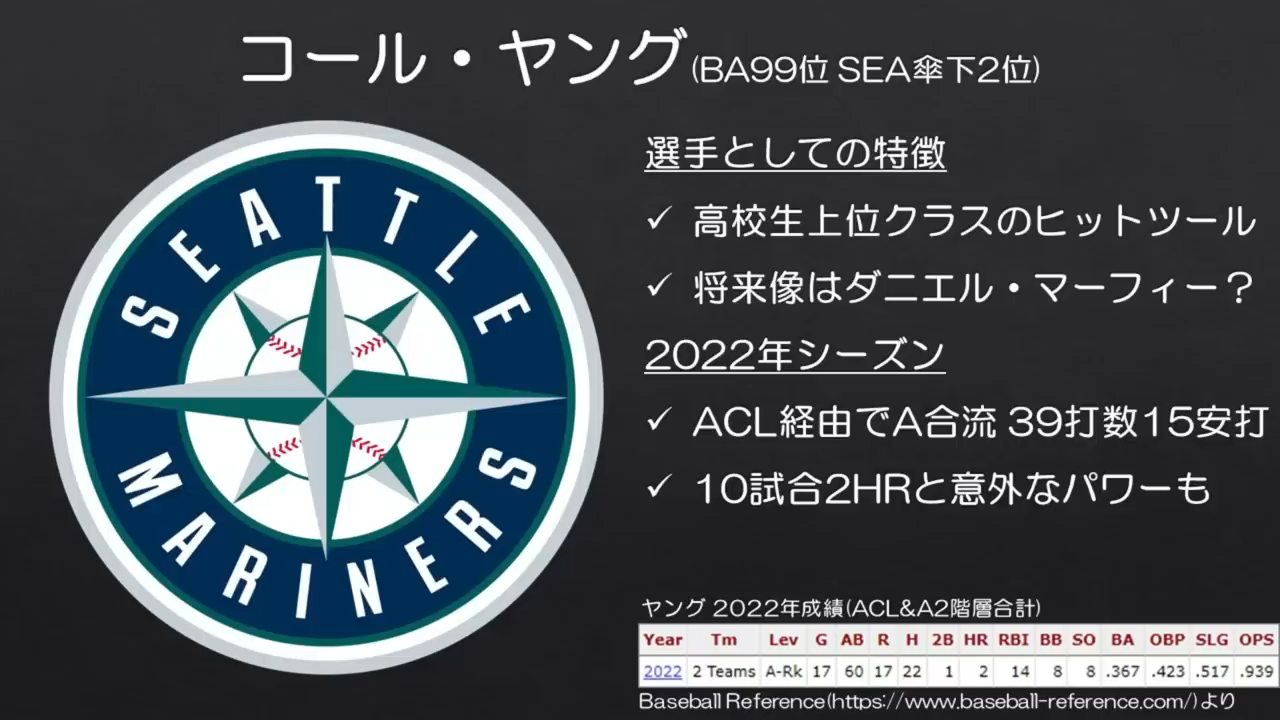 コール・ヤング(BA99位 SEA傘下2位)
SEATTLE
MARINERS
選手としての特徴
✓ 高校生上位クラスのヒットツール
✓ 将来像はダニエル・マーフィー？
2022年シーズン
✓ ACL経由でA合流 39打数15安打
✓ 10試合2HRと意外なパワーも
ヤング 2022年成績(ACL&A2階層合計)
Year Tm Lev G AB R H 2B HR RBI BB SO BA OBP SLG OPS
2022 2 Teams A-Rk 17 60 17 22 1 2 14 8 8 .367 .423 .517 .939
Baseball Reference(https://www.baseball-reference.com/)より